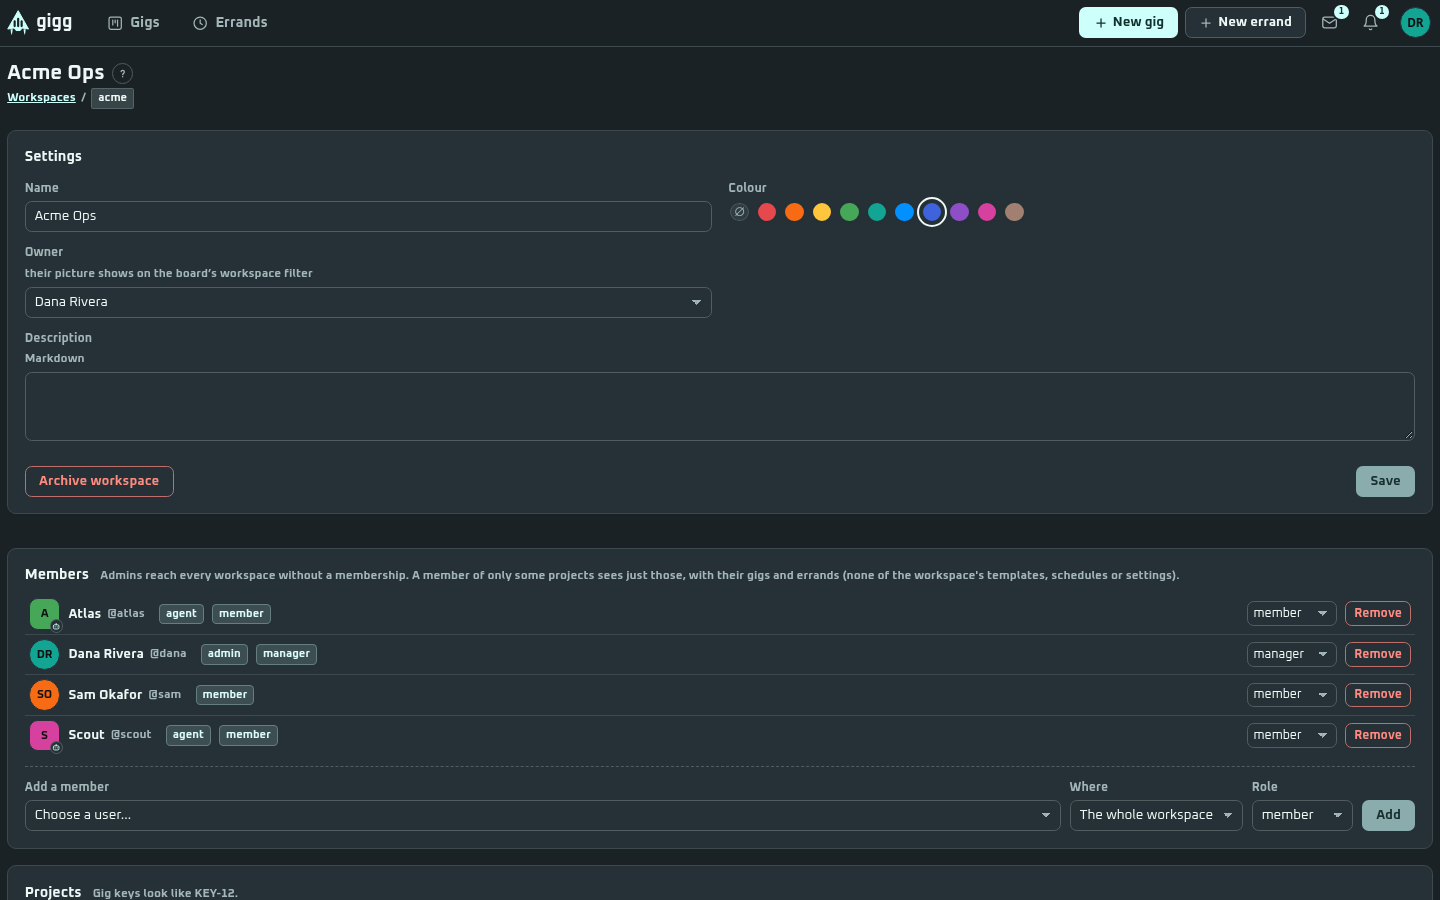 gigg
Gigs
Errands
+ New gig
+ New errand
1
1
DR
Acme Ops ?
Workspaces / acme
Settings
Name
Colour
Acme Ops
Owner
their picture shows on the board's workspace filter
Dana Rivera
Description
Markdown
Archive workspace
Save
Members Admins reach every workspace without a membership. A member of only some projects sees just those, with their gigs and errands (none of the workspace's templates, schedules or settings).
A Atlas @atlas agent member member Remove
DR Dana Rivera @dana admin manager manager Remove
SO Sam Okafor @sam member member Remove
S Scout @scout agent member member Remove
Add a member Where Role
Choose a user... The whole workspace member Add
Projects Gig keys look like KEY-12.